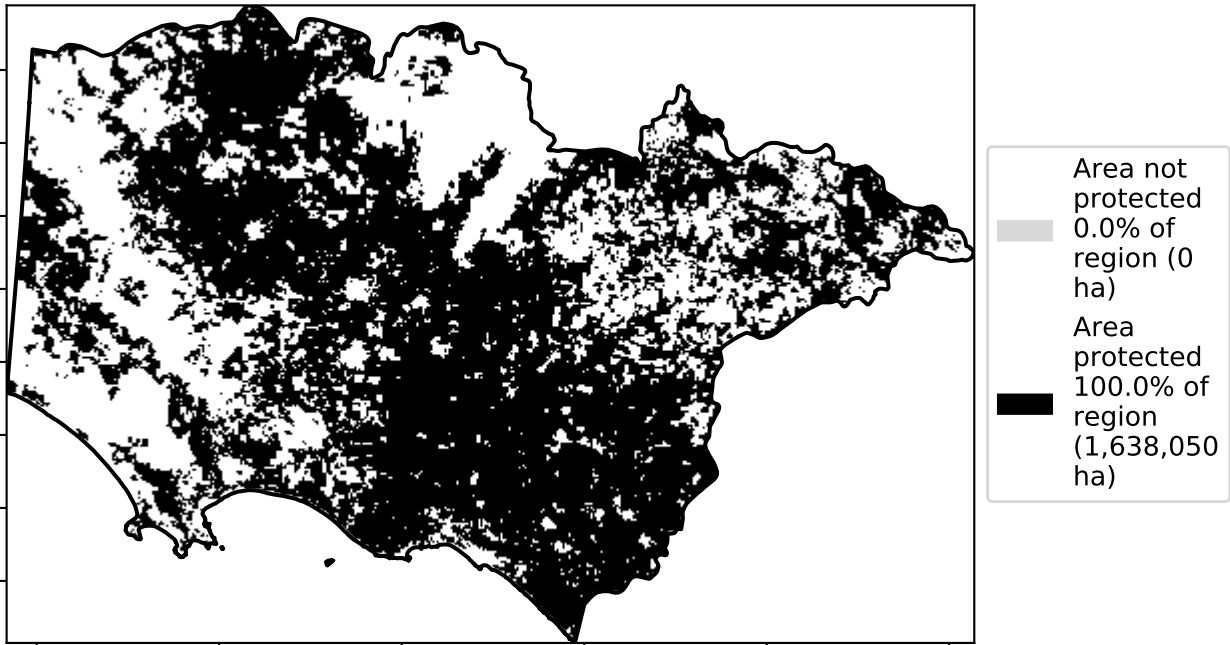 Area not
protected
0.0% of
region (0
ha)
Area
protected
100.0% of
region
(1,638,050
ha)